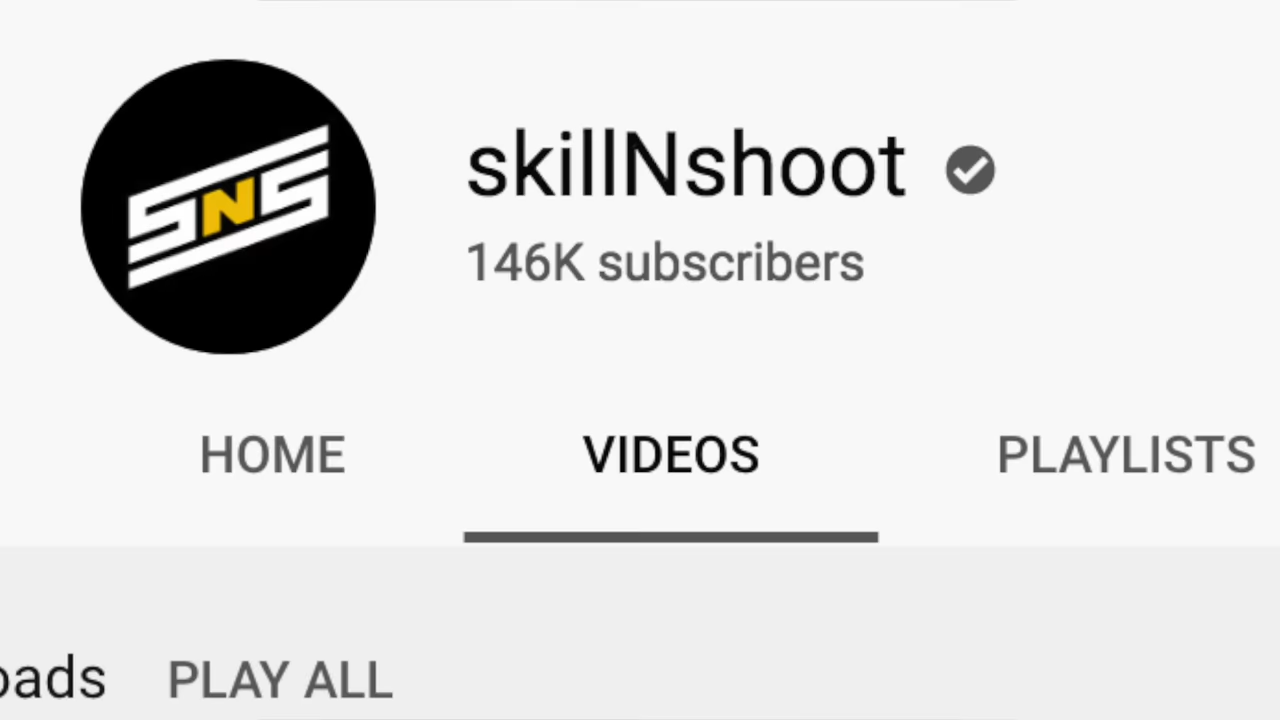 SNS
skillNshoot
146K subscribers
HOME VIDEOS PLAYLISTS
oads PLAY ALL